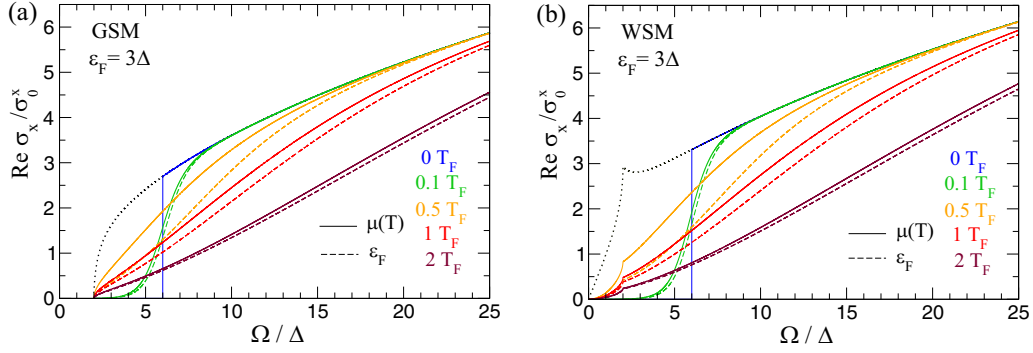 (a)
GSM
ε_F = 3Δ
Re σ_x / σ_0^x
7
6
5
4
3
2
1
0
0 T_F
0.1 T_F
0.5 T_F
1 T_F
2 T_F
μ(T)
ε_F
0 5 10 15 20 25
Ω / Δ
(b)
WSM
ε_F = 3Δ
Re σ_x / σ_0^x
7
6
5
4
3
2
1
0
0 T_F
0.1 T_F
0.5 T_F
1 T_F
2 T_F
μ(T)
ε_F
0 5 10 15 20 25
Ω / Δ